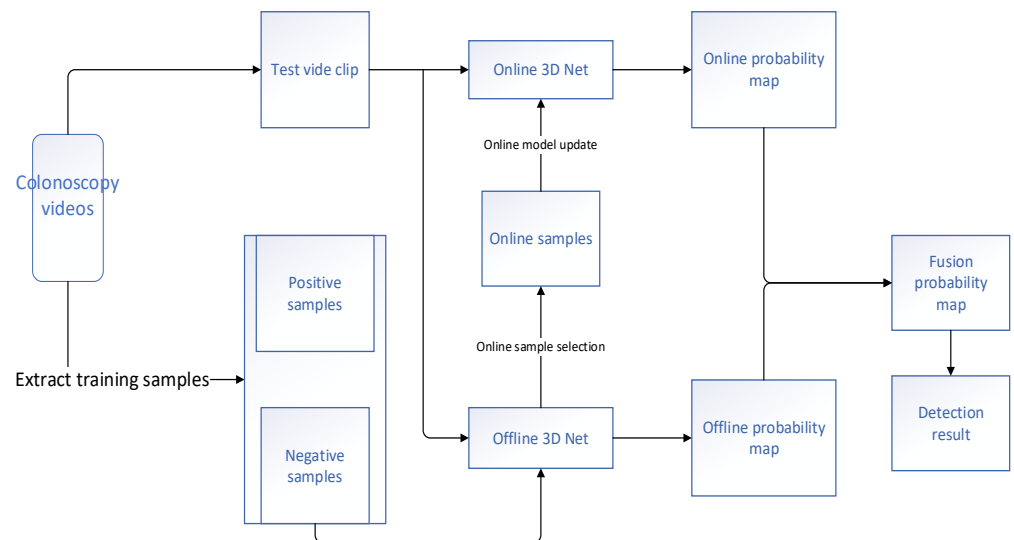 Test vide clip
Online 3D Net
Online probability
map
Online model update
Colonoscopy
videos
Online samples
Positive
samples
Fusion
probability
map
Online sample selection
Extract training samples
Offline 3D Net
Offline probability
map
Detection
result
Negative
samples